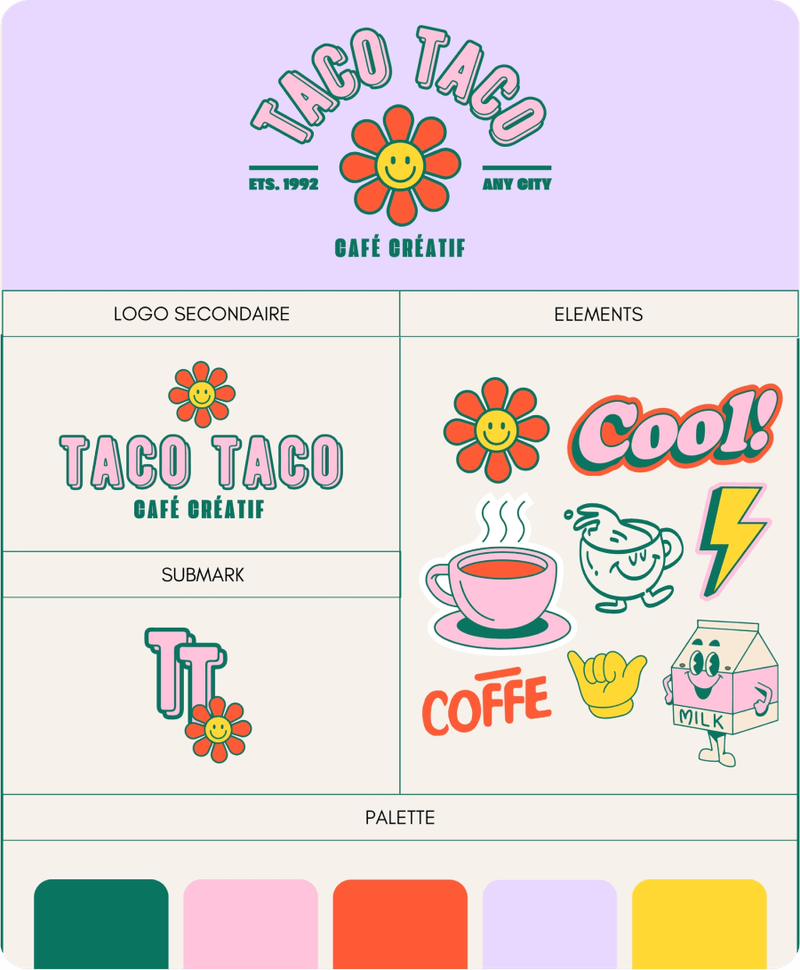 TACO TACO
ETS. 1992
ANY CITY
CAFÉ CRÉATIF
LOGO SECONDAIRE
ELEMENTS
TACO TACO
CAFÉ CRÉATIF
Cool!
SUBMARK
TT
COFFE
MILK
PALETTE